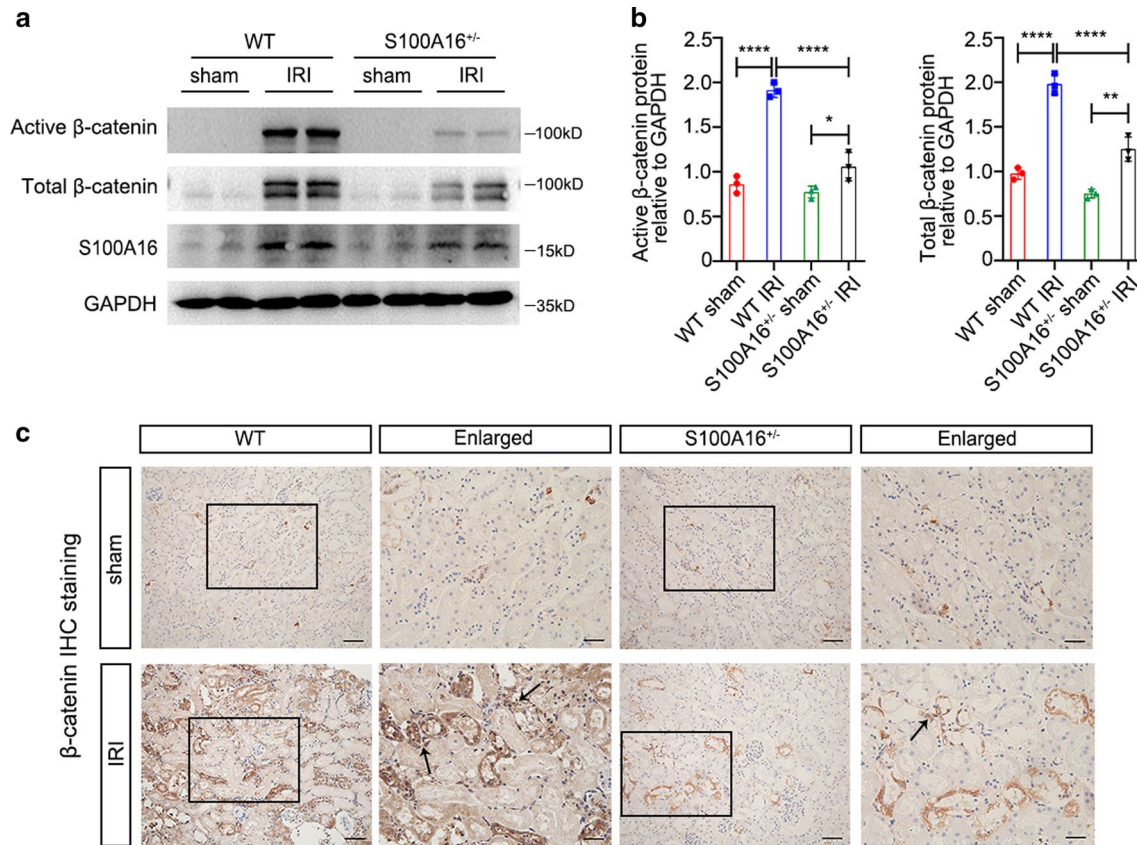 a
WT S100A16+/-
sham IRI sham IRI
Active β-catenin –100kD
Total β-catenin –100kD
S100A16 –15kD
GAPDH –35kD
b
Active β-catenin protein
relative to GAPDH
2.5
2.0
1.5
1.0
0.5
0
**** ****
*
WT sham
WT IRI
S100A16+/- sham
S100A16+/- IRI
Total β-catenin protein
relative to GAPDH
2.5
2.0
1.5
1.0
0.5
0
**** ****
**
WT sham
WT IRI
S100A16+/- sham
S100A16+/- IRI
c
WT Enlarged S100A16+/- Enlarged
β-catenin IHC staining
sham
IRI